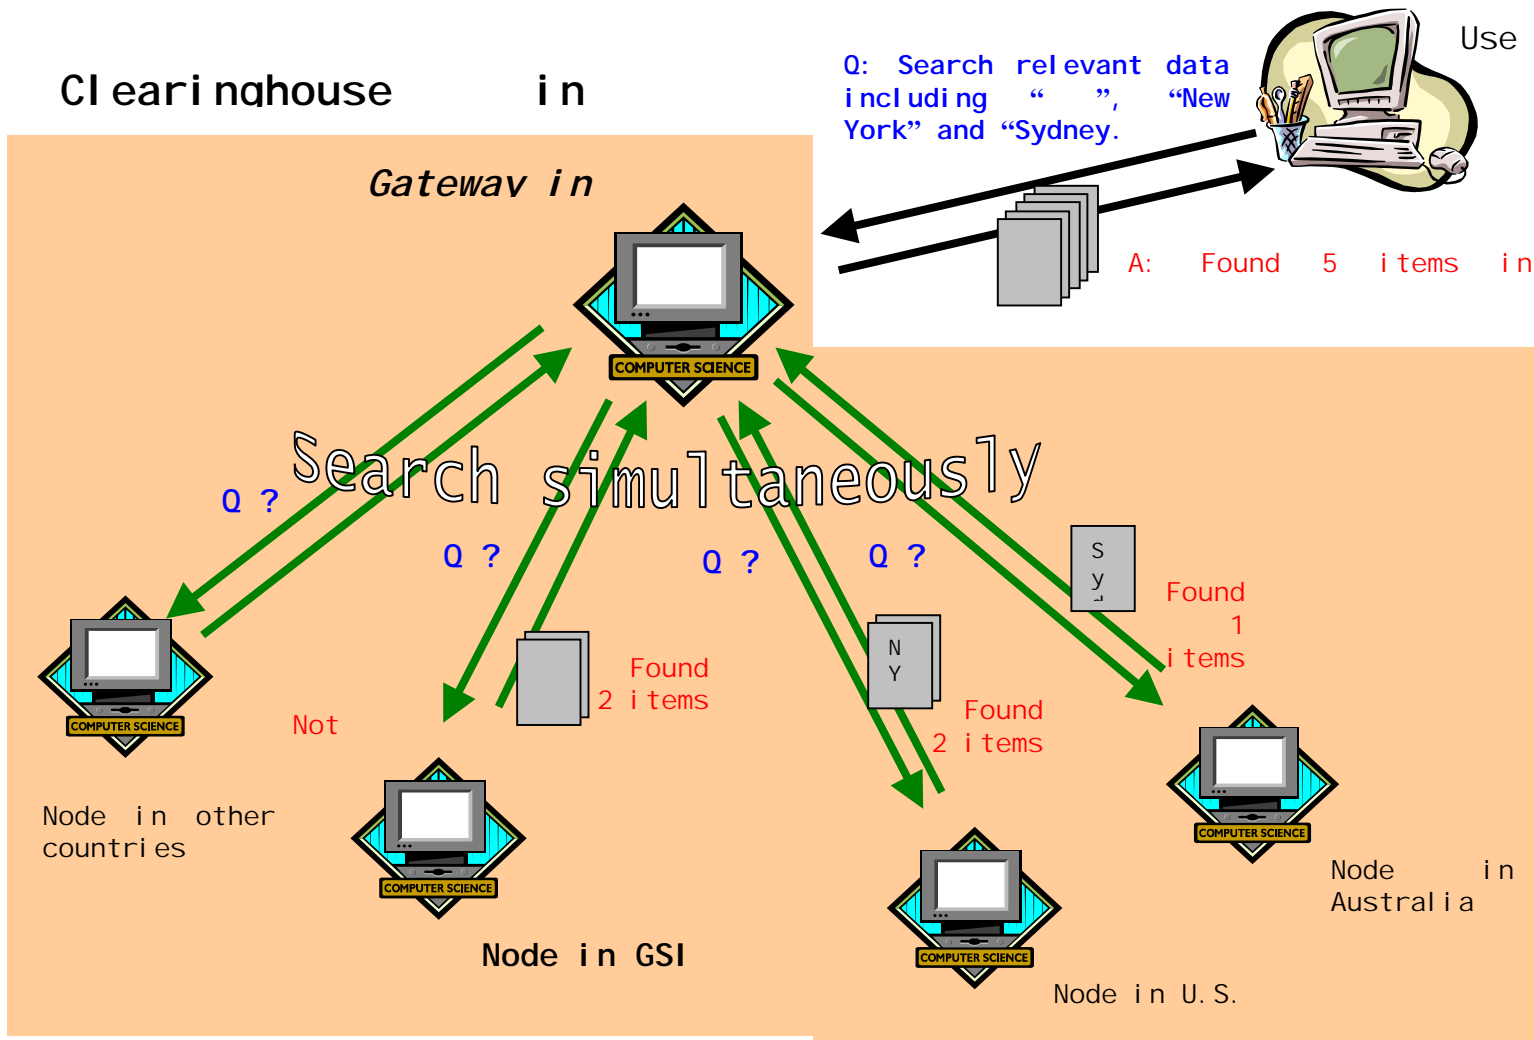 Clearinghouse in
Use
Q: Search relevant data
including “ ”, “New
York” and “Sydney.
Gateway in
A: Found 5 items in
COMPUTER SCIENCE
Search simultaneously
Q ?
Q ?
Q ?
Q ?
S
y
Found
1
items
N
Y
Found
2 items
Found
2 items
Not
COMPUTER SCIENCE
Node in other
countries
COMPUTER SCIENCE
Node in GSI
COMPUTER SCIENCE
Node in U.S.
COMPUTER SCIENCE
Node in
Australia